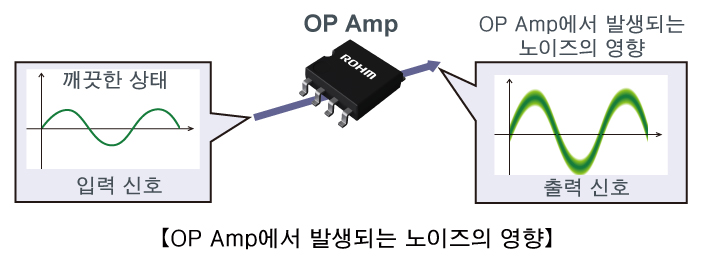 OP Amp
OP Amp에서 발생되는
노이즈의 영향
ROHM
깨끗한 상태
입력 신호
출력 신호
【OP Amp에서 발생되는 노이즈의 영향】